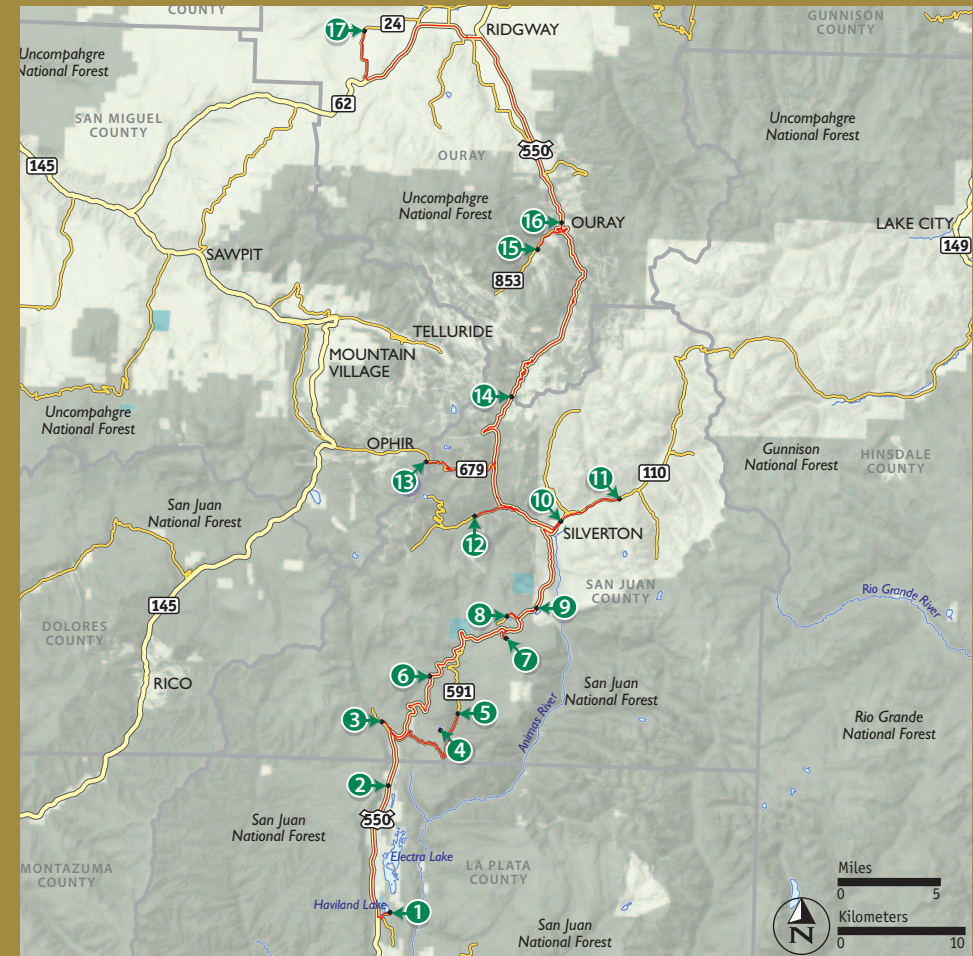 COUNTY
GUNNISON
COUNTY
17
24
RIDGWAY
Uncompahgre
National Forest
62
SAN MIGUEL
COUNTY
Uncompahgre
National Forest
OURAY
550
145
Uncompahgre
National Forest
16
OURAY
LAKE CITY
15
149
SAWPIT
853
TELLURIDE
MOUNTAIN
VILLAGE
14
Uncompahgre
National Forest
OPHIR
Gunnison
National Forest
HINSDALE
COUNTY
679
110
13
11
San Juan
National Forest
10
SILVERTON
12
SAN JUAN
COUNTY
Rio Grande River
145
9
8
DOLORES
COUNTY
7
6
RICO
San Juan
National Forest
591
5
3
Animas River
Rio Grande
National Forest
4
2
San Juan
National Forest
550
Electra Lake
MONTAZUMA
COUNTY
LA PLATA
COUNTY
Miles
0 5
Haviland Lake
1
Kilometers
0 10
N
San Juan
National Forest